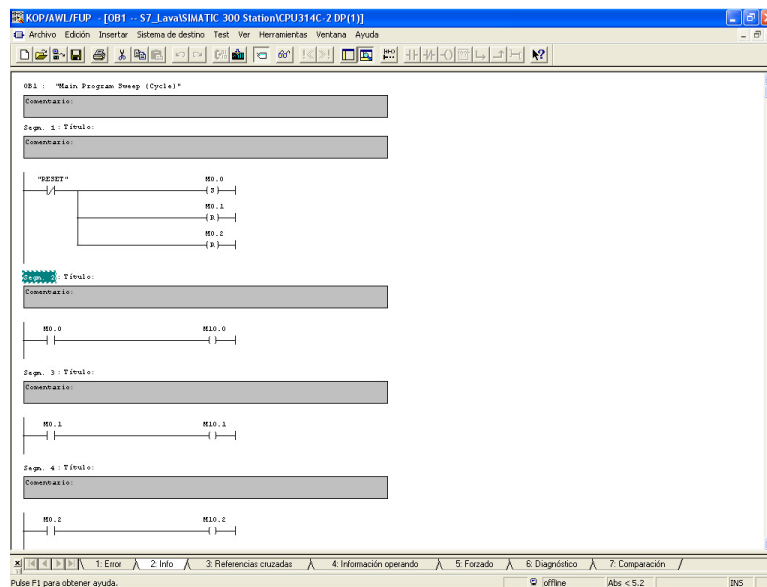 KOP/AWL/FUP - [OB1 -- S7_Lava\SIMATIC 300 Station\CPU314C-2 DP(1)]
Archivo Edición Insertar Sistema de destino Test Ver Herramientas Ventana Ayuda
OB1 : "Main Program Sweep (Cycle)"
Comentario:
Segm. 1 : Título:
Comentario:
"RESET" M0.0
( S )
M0.1
( R )
M0.2
( R )
Segm. 2 : Título:
Comentario:
M0.0 M10.0
( )
Segm. 3 : Título:
Comentario:
M0.1 M10.1
( )
Segm. 4 : Título:
Comentario:
M0.2 M10.2
( )
1: Error 2: Info 3: Referencias cruzadas 4: Información operando 5: Forzado 6: Diagnóstico 7: Comparación
Pulse F1 para obtener ayuda. offline Abs < 5.2 INS